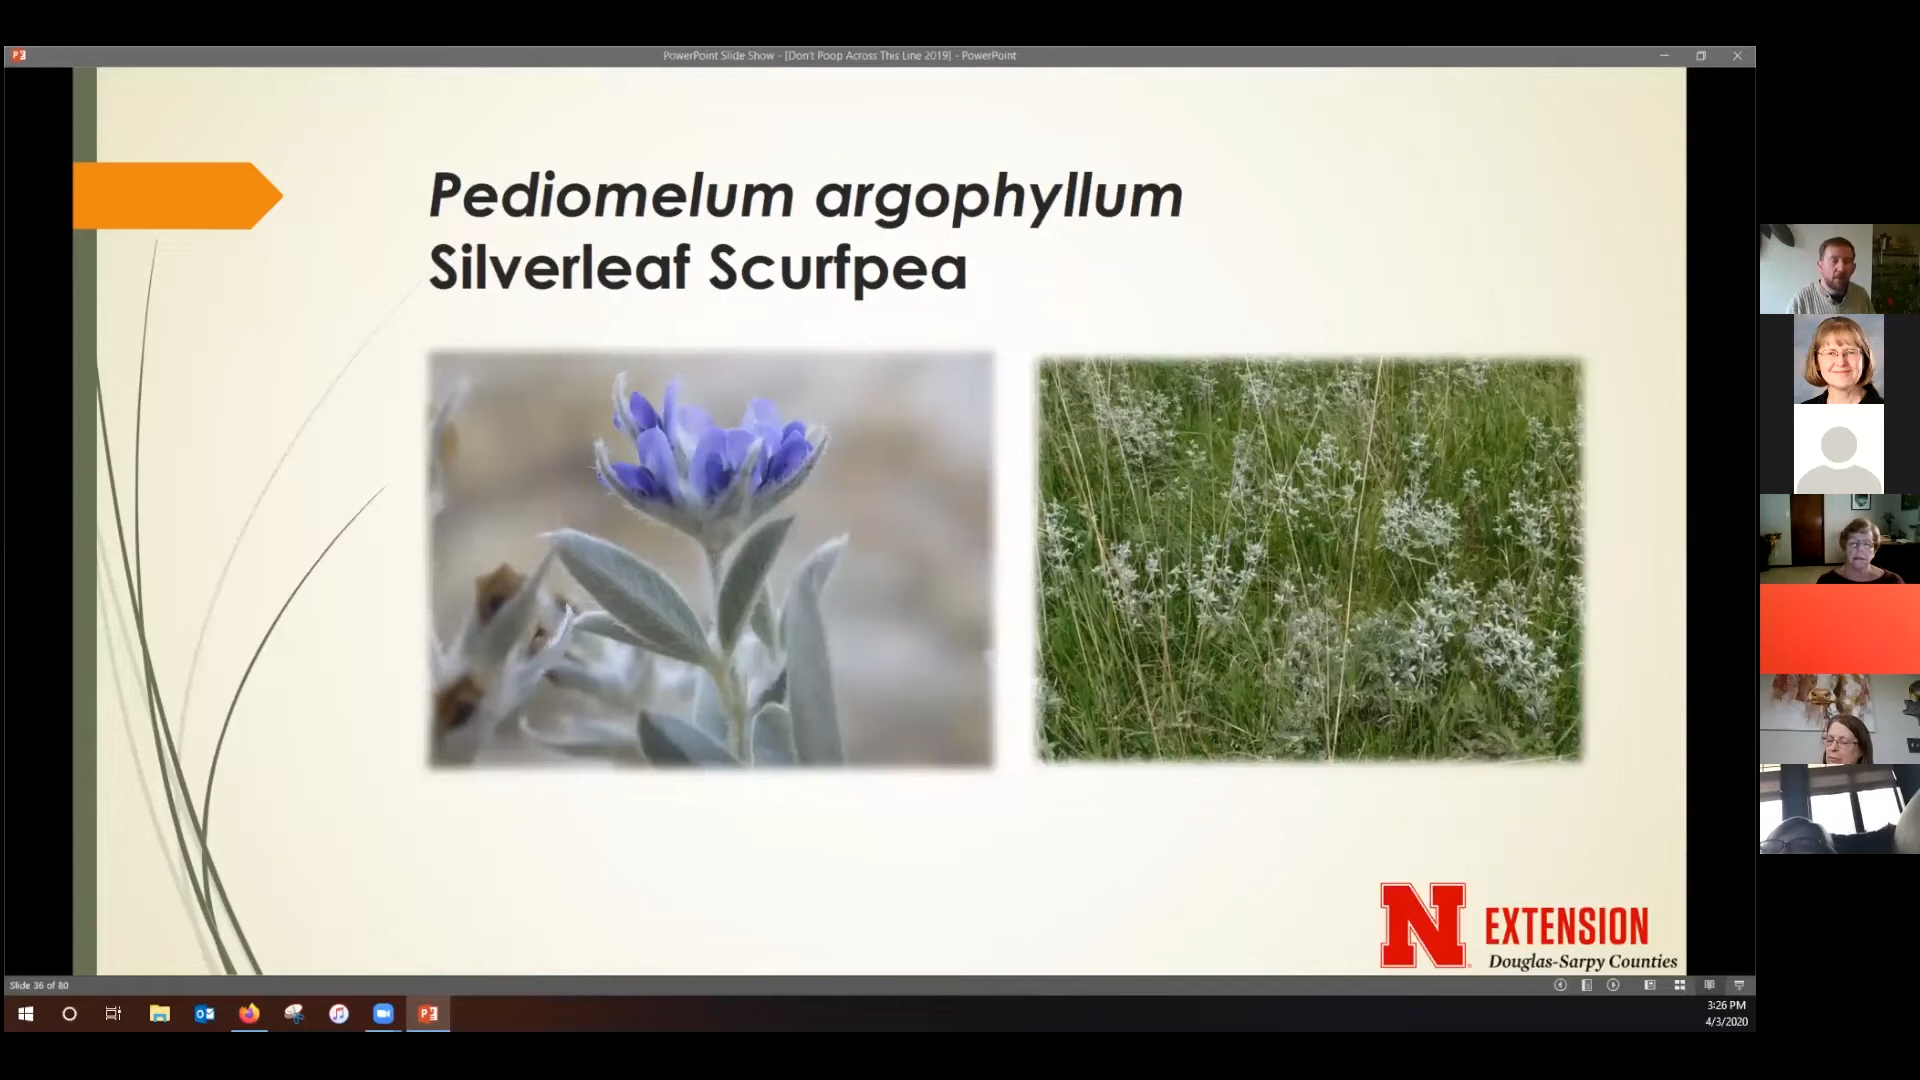 PowerPoint Slide Show - [Don't Poop Across This Line 2019] - PowerPoint
Pediomelum argophyllum
Silverleaf Scurfpea
N EXTENSION
Douglas-Sarpy Counties
Slide 36 of 80
3:26 PM
4/3/2020